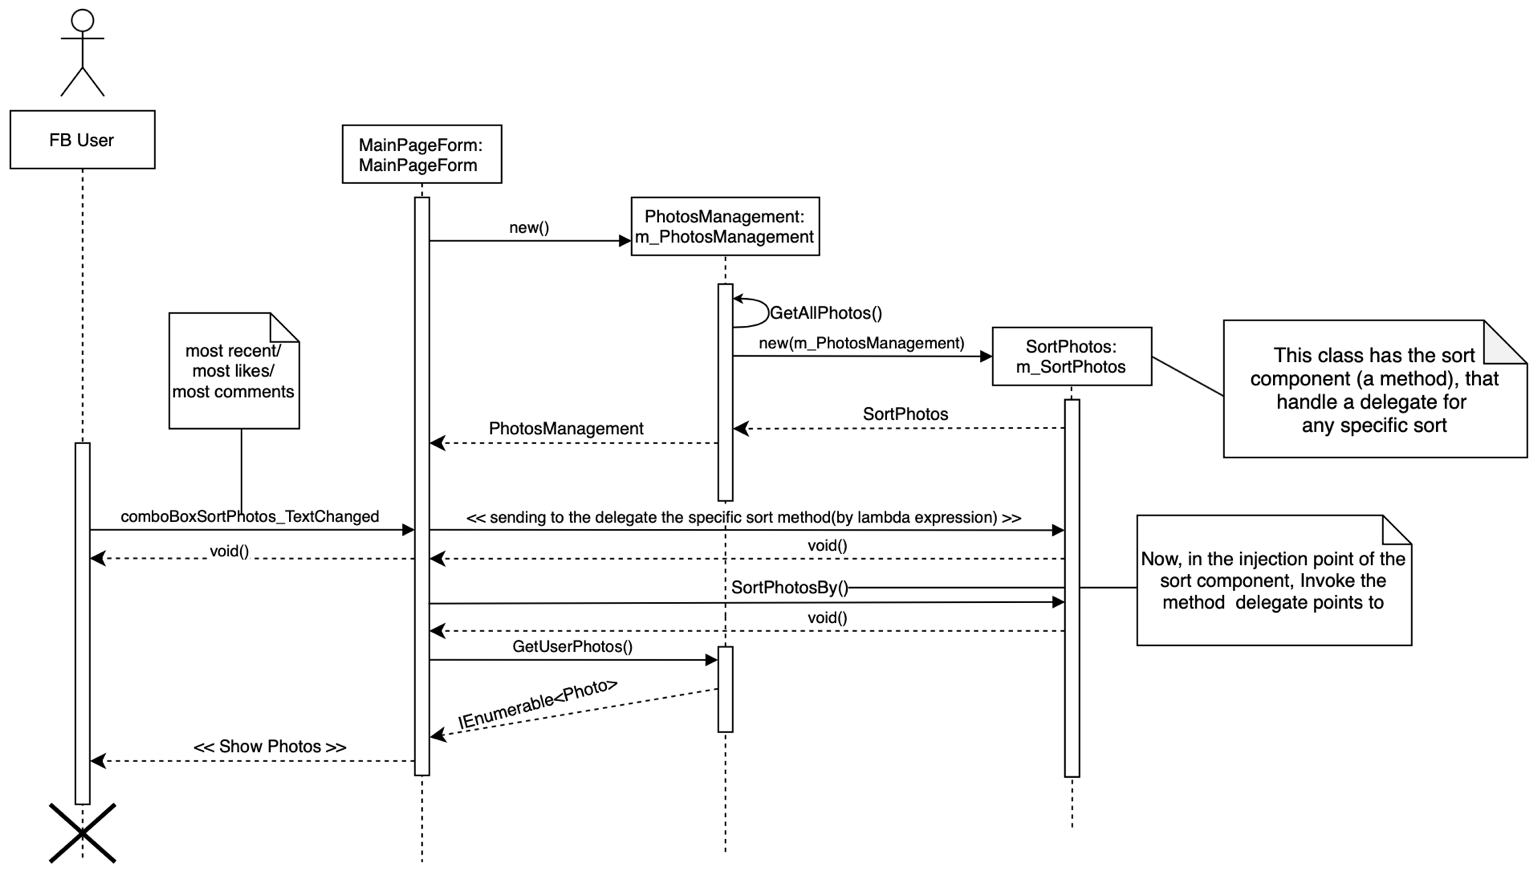 FB User
MainPageForm:
MainPageForm
PhotosManagement:
m_PhotosManagement
new()
GetAllPhotos()
new(m_PhotosManagement)
SortPhotos:
m_SortPhotos
This class has the sort
component (a method), that
handle a delegate for
any specific sort
most recent/
most likes/
most comments
SortPhotos
PhotosManagement
comboBoxSortPhotos_TextChanged
<< sending to the delegate the specific sort method(by lambda expression) >>
void()
void()
Now, in the injection point of the
sort component, Invoke the
method delegate points to
SortPhotosBy()
void()
GetUserPhotos()
IEnumerable<Photo>
<< Show Photos >>